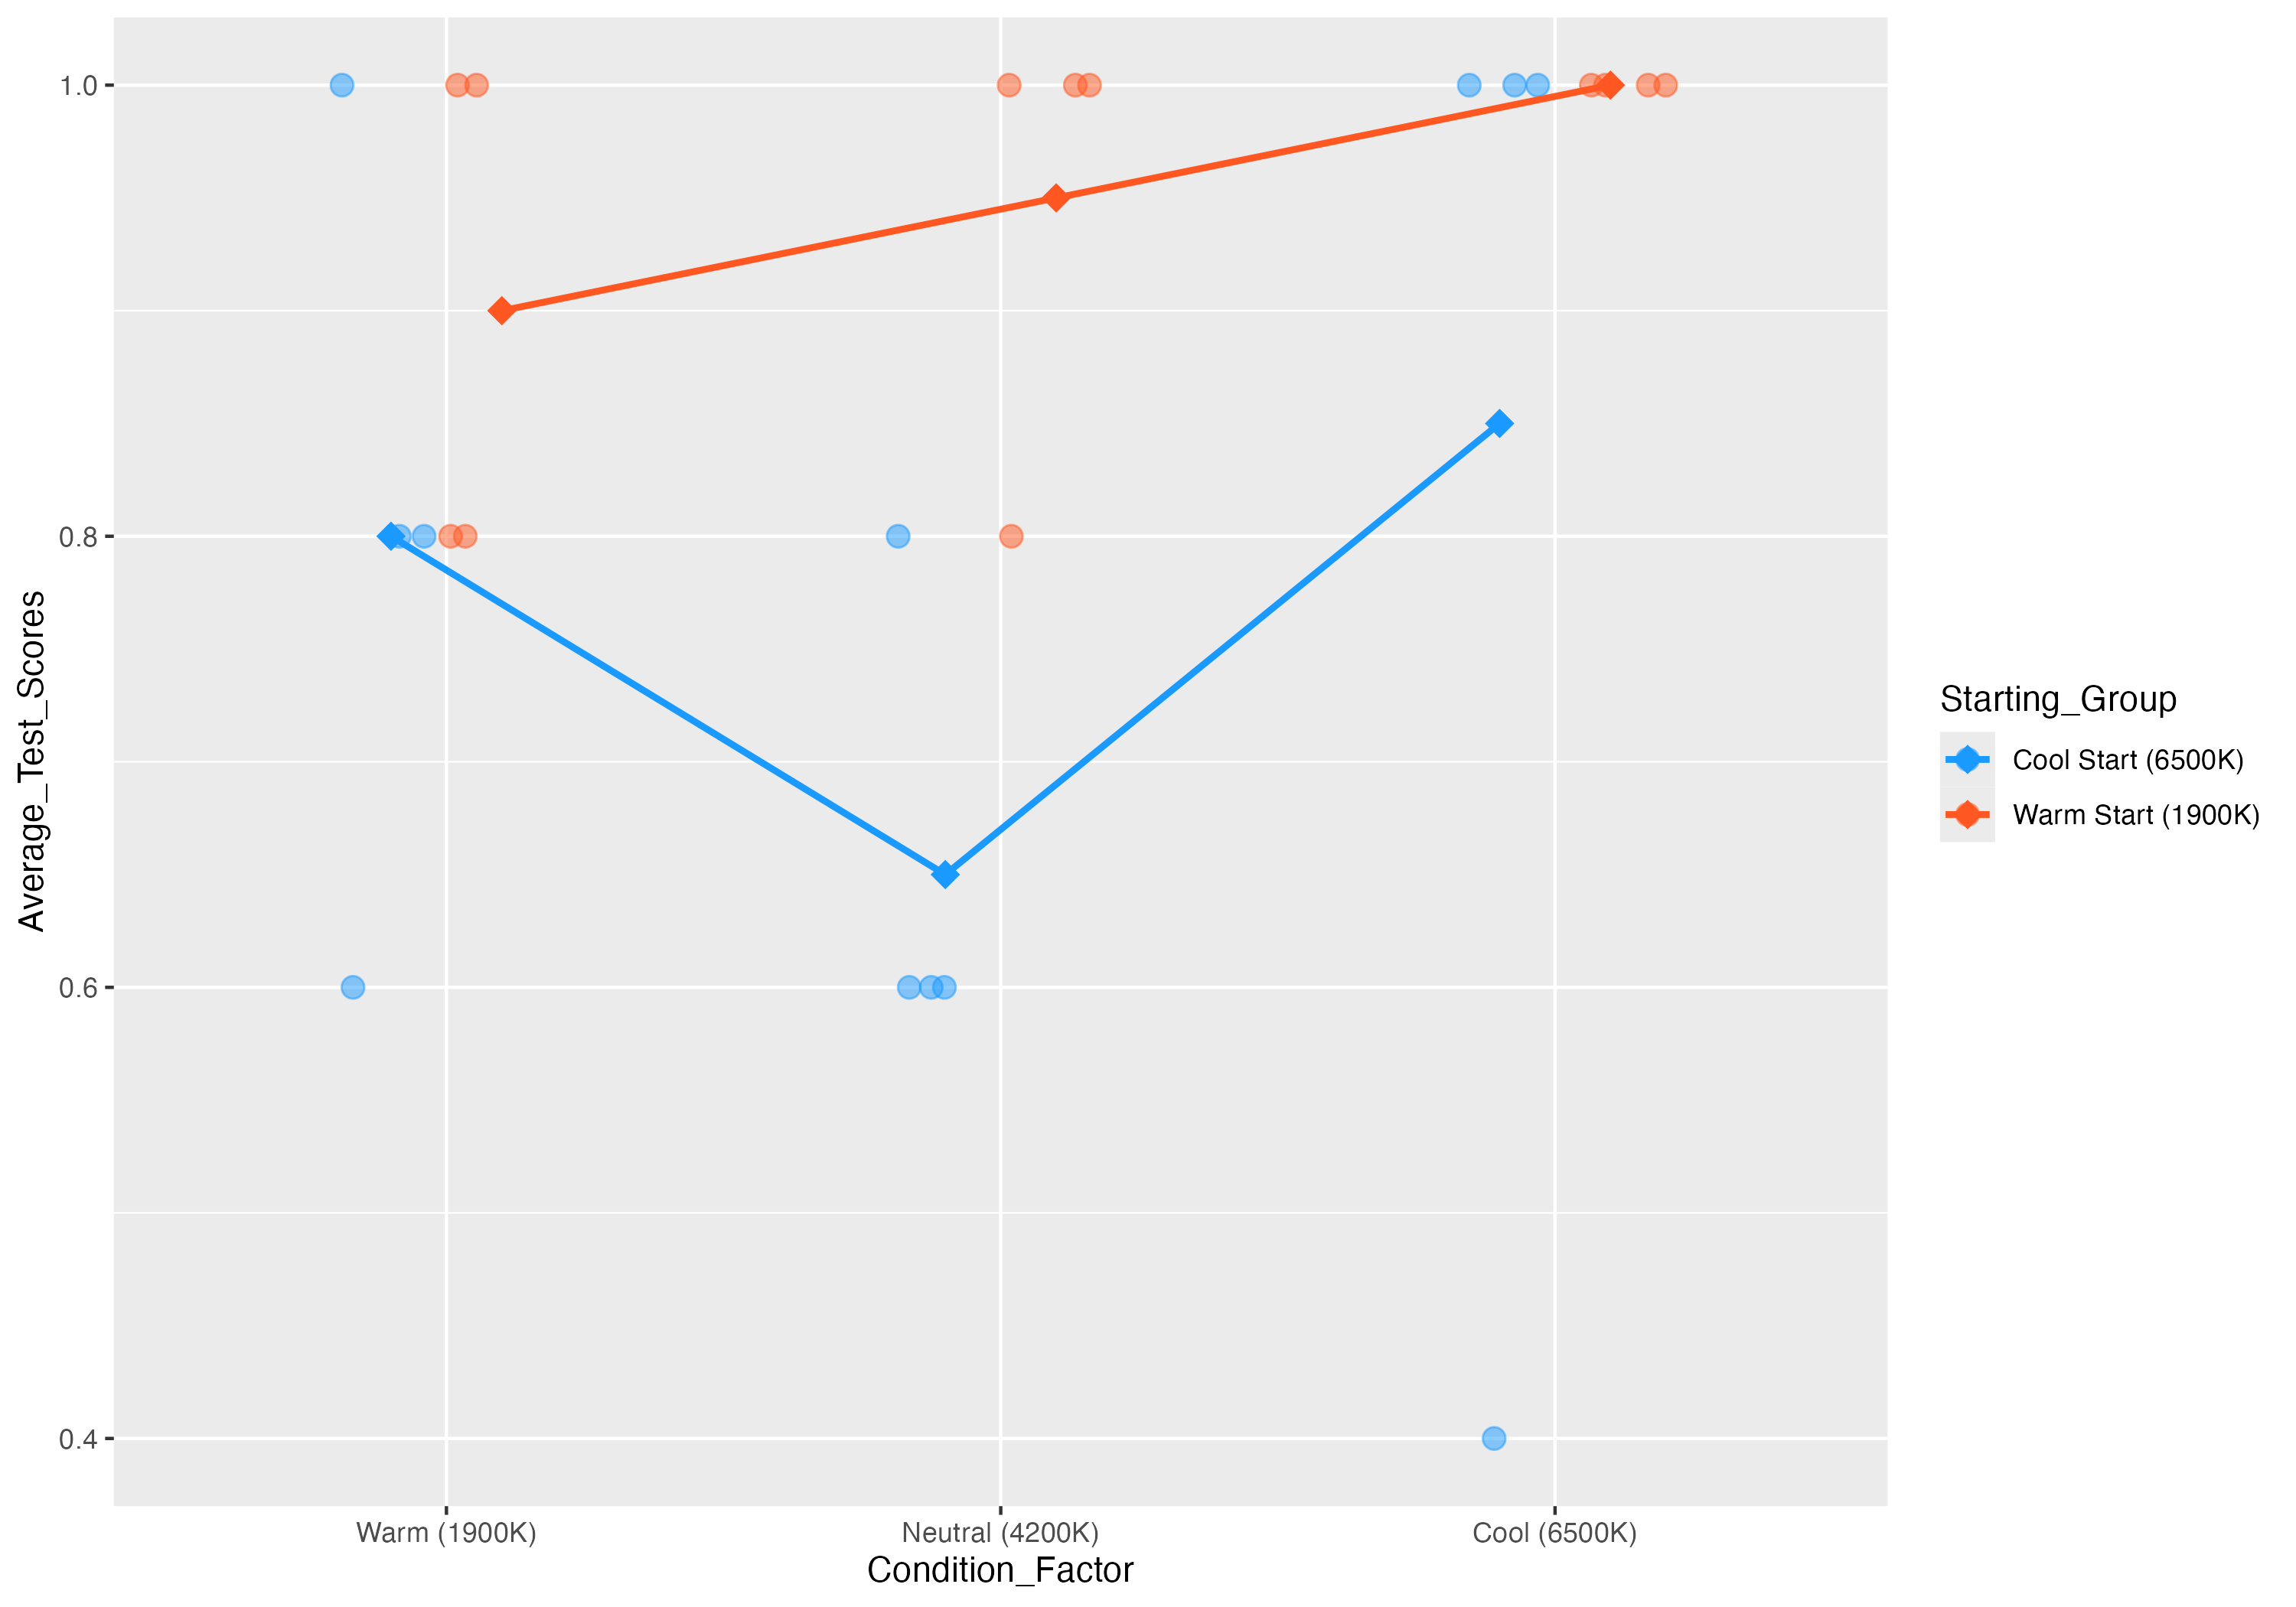 1.0
0.8
0.6
0.4
Average_Test_Scores
Warm (1900K)
Neutral (4200K)
Cool (6500K)
Condition_Factor
Starting_Group
Cool Start (6500K)
Warm Start (1900K)